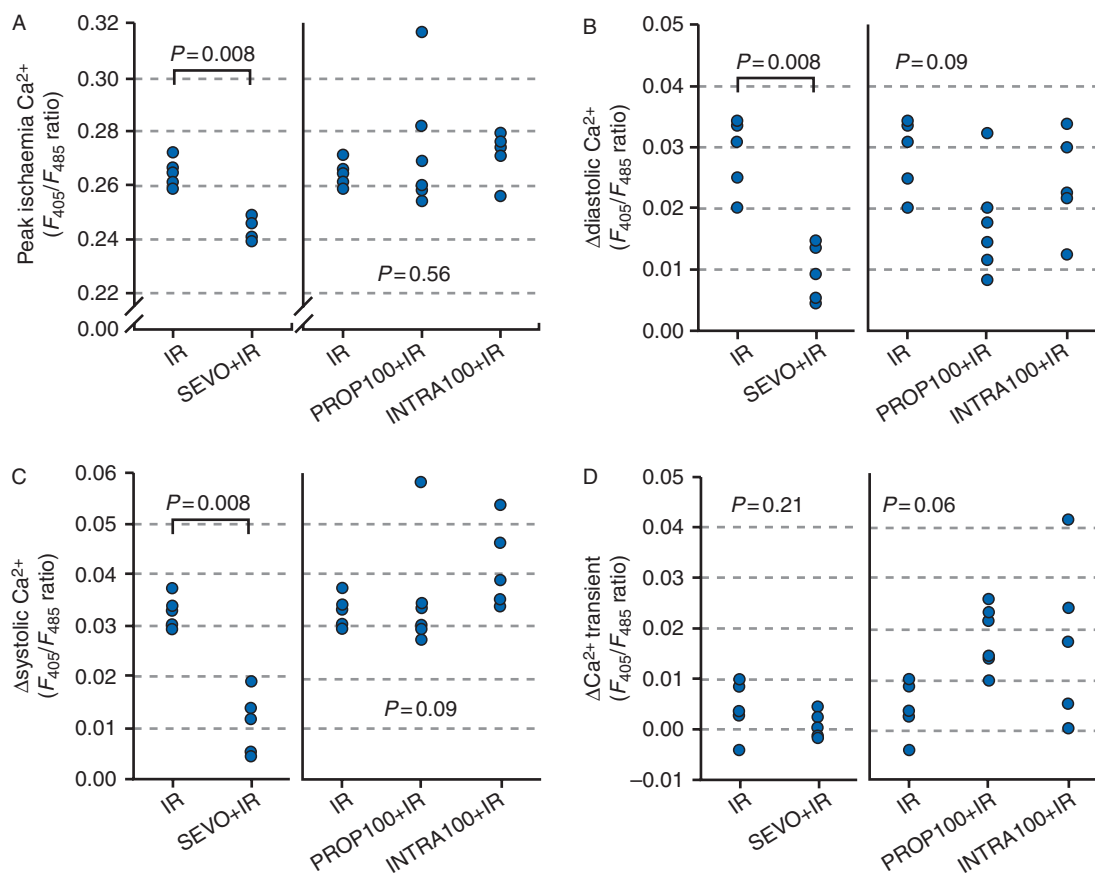 A
Peak ischaemia Ca²⁺
(F₄₀₅/F₄₈₅ ratio)
0.32
0.30
0.28
0.26
0.24
0.22
0.00
P=0.008
P=0.56
IR
SEVO+IR
IR
PROP100+IR
INTRA100+IR
B
Δdiastolic Ca²⁺
(F₄₀₅/F₄₈₅ ratio)
0.05
0.04
0.03
0.02
0.01
0.00
P=0.008
P=0.09
IR
SEVO+IR
IR
PROP100+IR
INTRA100+IR
C
Δsystolic Ca²⁺
(F₄₀₅/F₄₈₅ ratio)
0.06
0.05
0.04
0.03
0.02
0.01
0.00
P=0.008
P=0.09
IR
SEVO+IR
IR
PROP100+IR
INTRA100+IR
D
ΔCa²⁺ transient
(F₄₀₅/F₄₈₅ ratio)
0.05
0.04
0.03
0.02
0.01
0.00
–0.01
P=0.21
P=0.06
IR
SEVO+IR
IR
PROP100+IR
INTRA100+IR